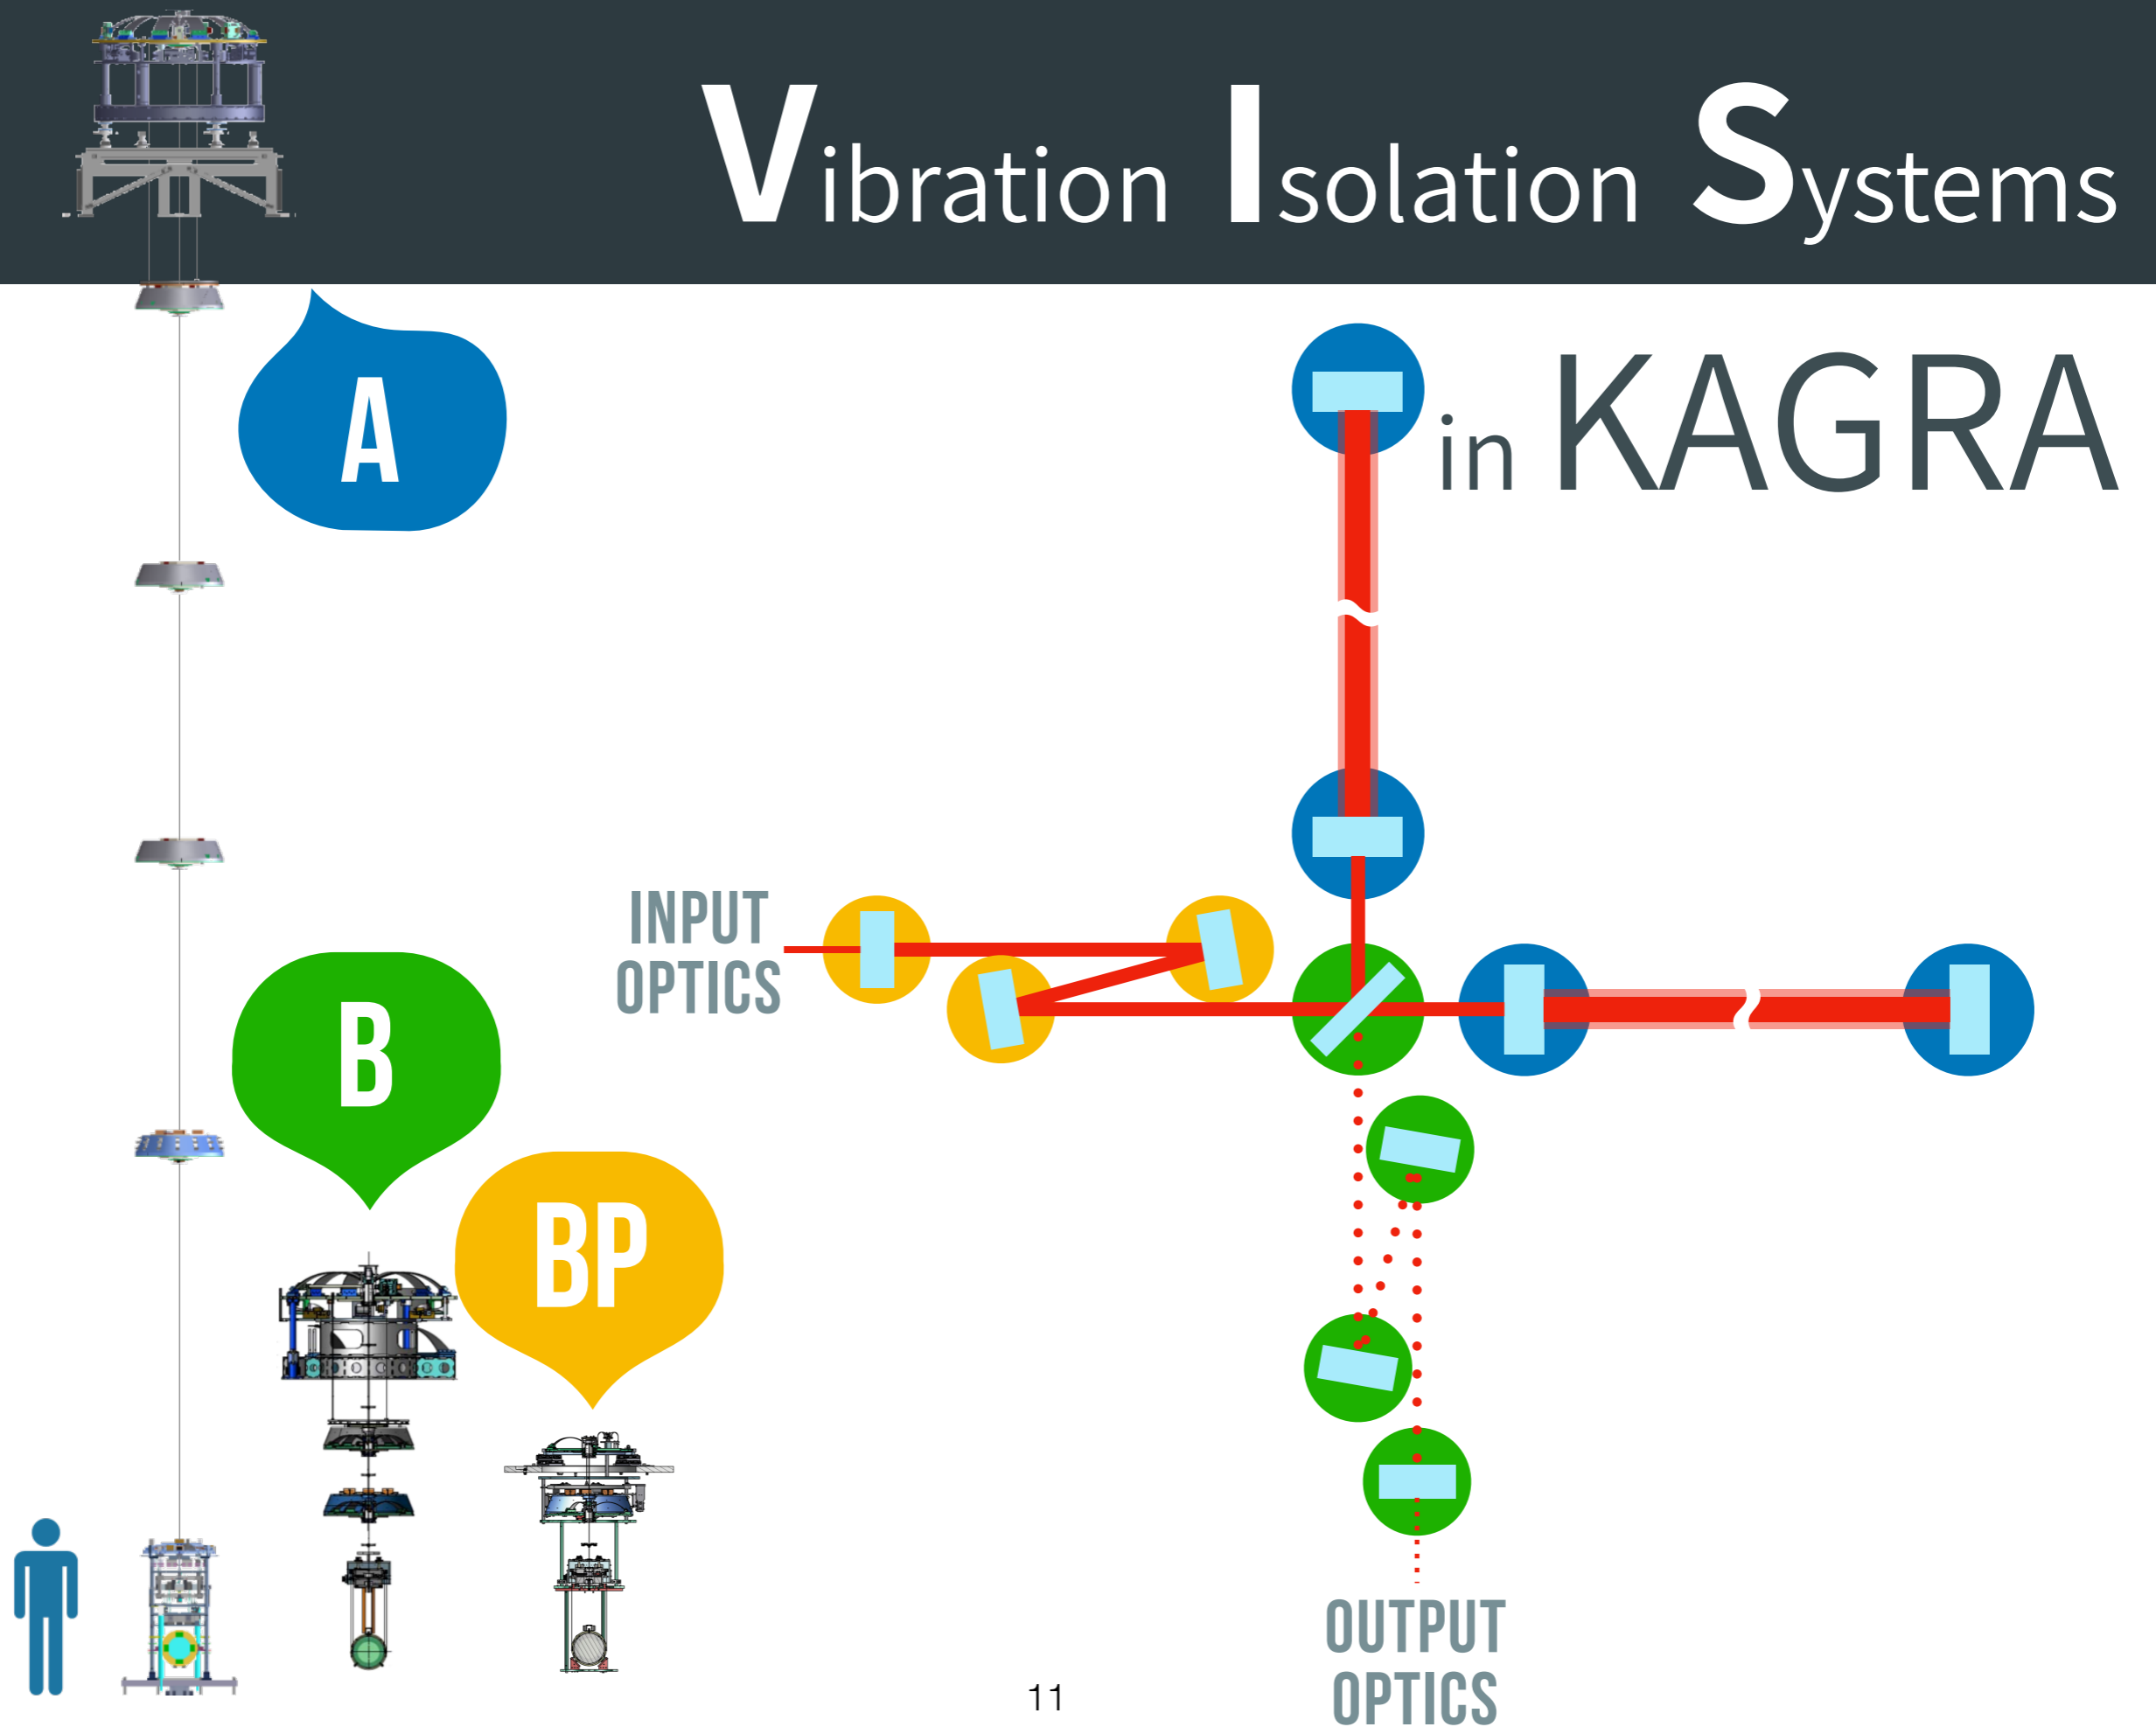 Vibration Isolation Systems
in KAGRA
A
INPUT
OPTICS
B
BP
OUTPUT
OPTICS
11